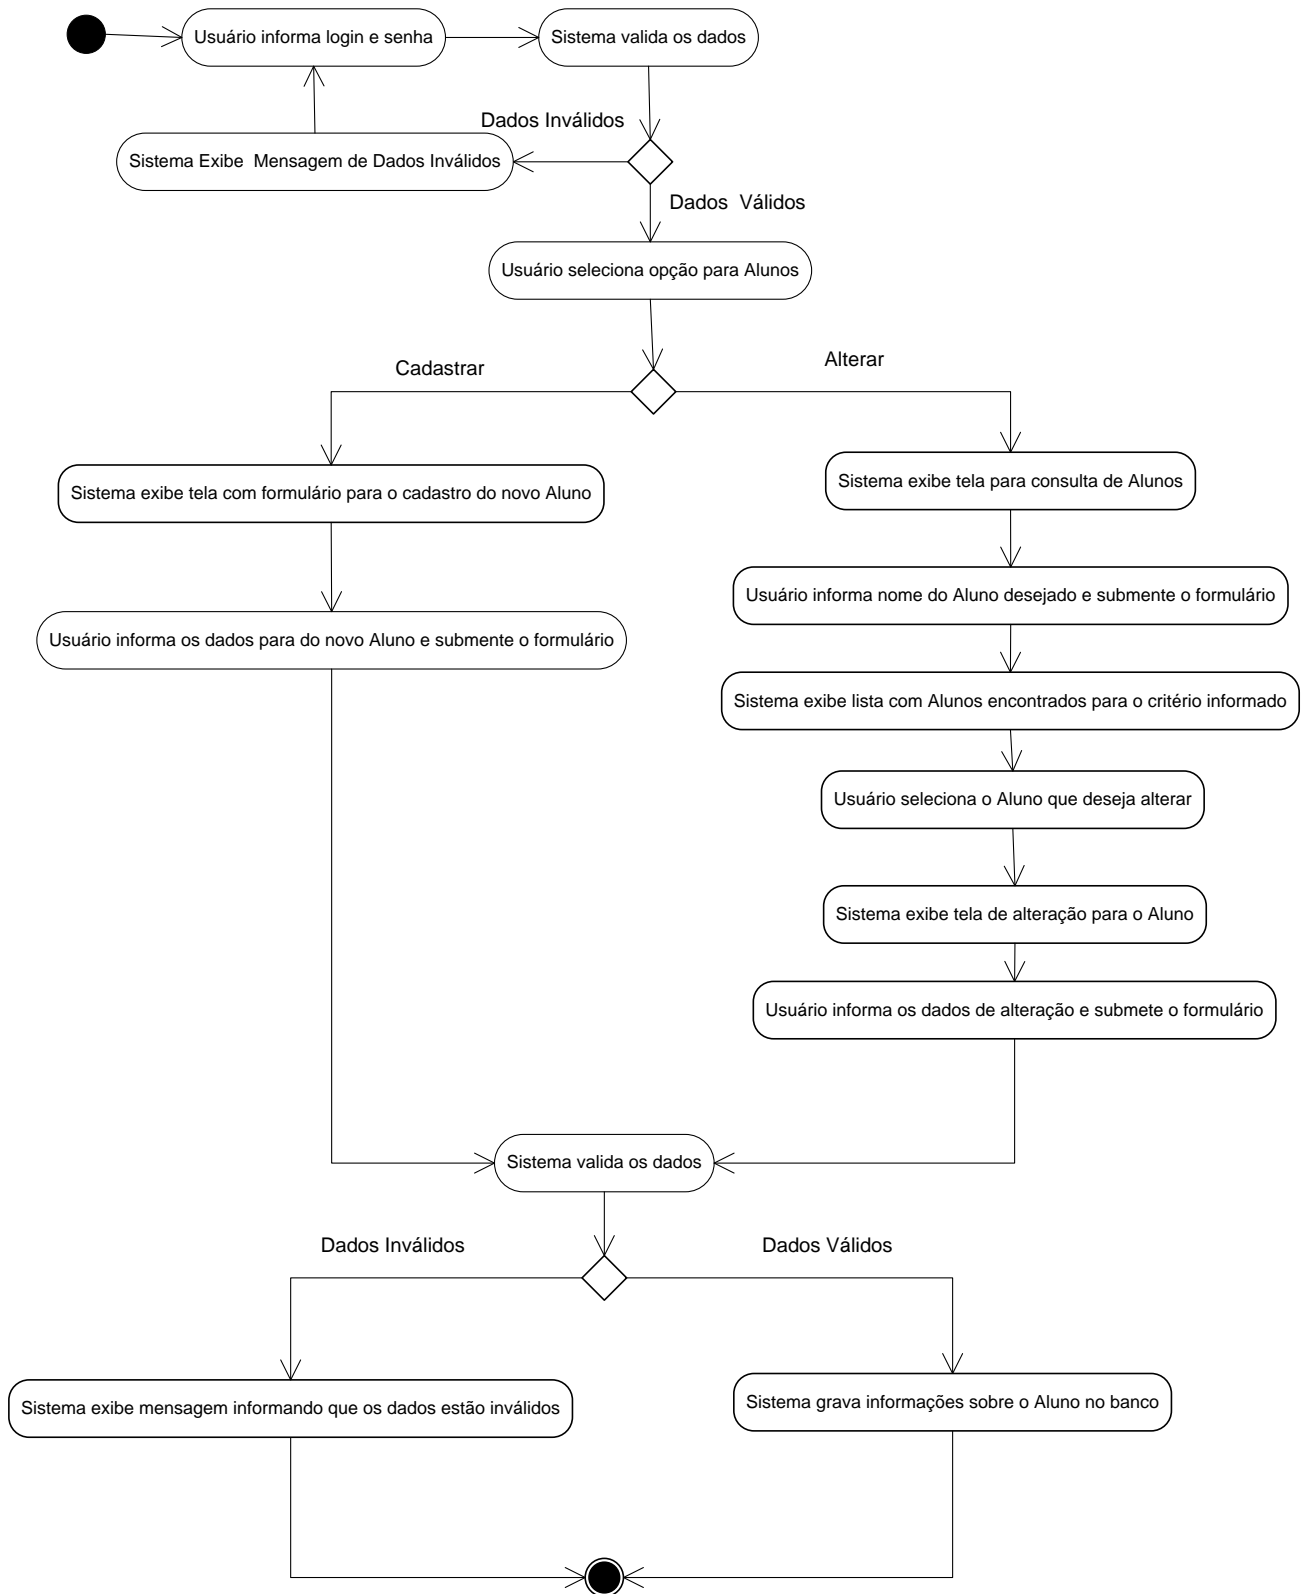 Usuário informa login e senha
Sistema valida os dados
Dados Inválidos
Sistema Exibe  Mensagem de Dados Inválidos
Dados  Válidos
Usuário seleciona opção para Alunos
Cadastrar
Alterar
Sistema exibe tela com formulário para o cadastro do novo Aluno
Sistema exibe tela para consulta de Alunos
Usuário informa nome do Aluno desejado e submente o formulário
Usuário informa os dados para do novo Aluno e submente o formulário
Sistema exibe lista com Alunos encontrados para o critério informado
Usuário seleciona o Aluno que deseja alterar
Sistema exibe tela de alteração para o Aluno
Usuário informa os dados de alteração e submete o formulário
Sistema valida os dados
Dados Inválidos
Dados Válidos
Sistema exibe mensagem informando que os dados estão inválidos
Sistema grava informações sobre o Aluno no banco